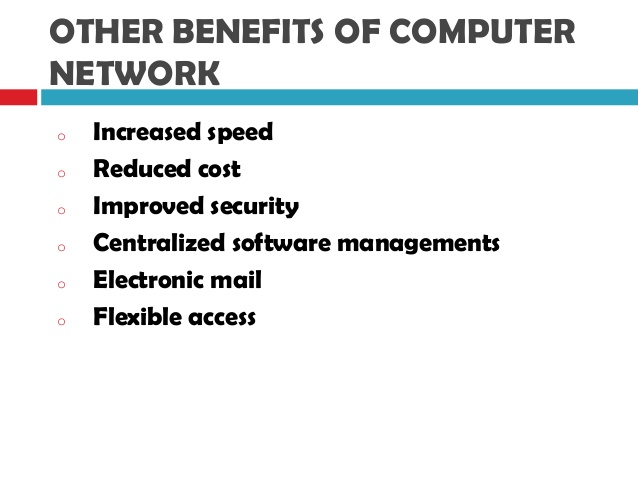 OTHER BENEFITS OF COMPUTER
NETWORK
Increased speed
Reduced cost
Improved security
Centralized software managements
Electronic mail
Flexible access